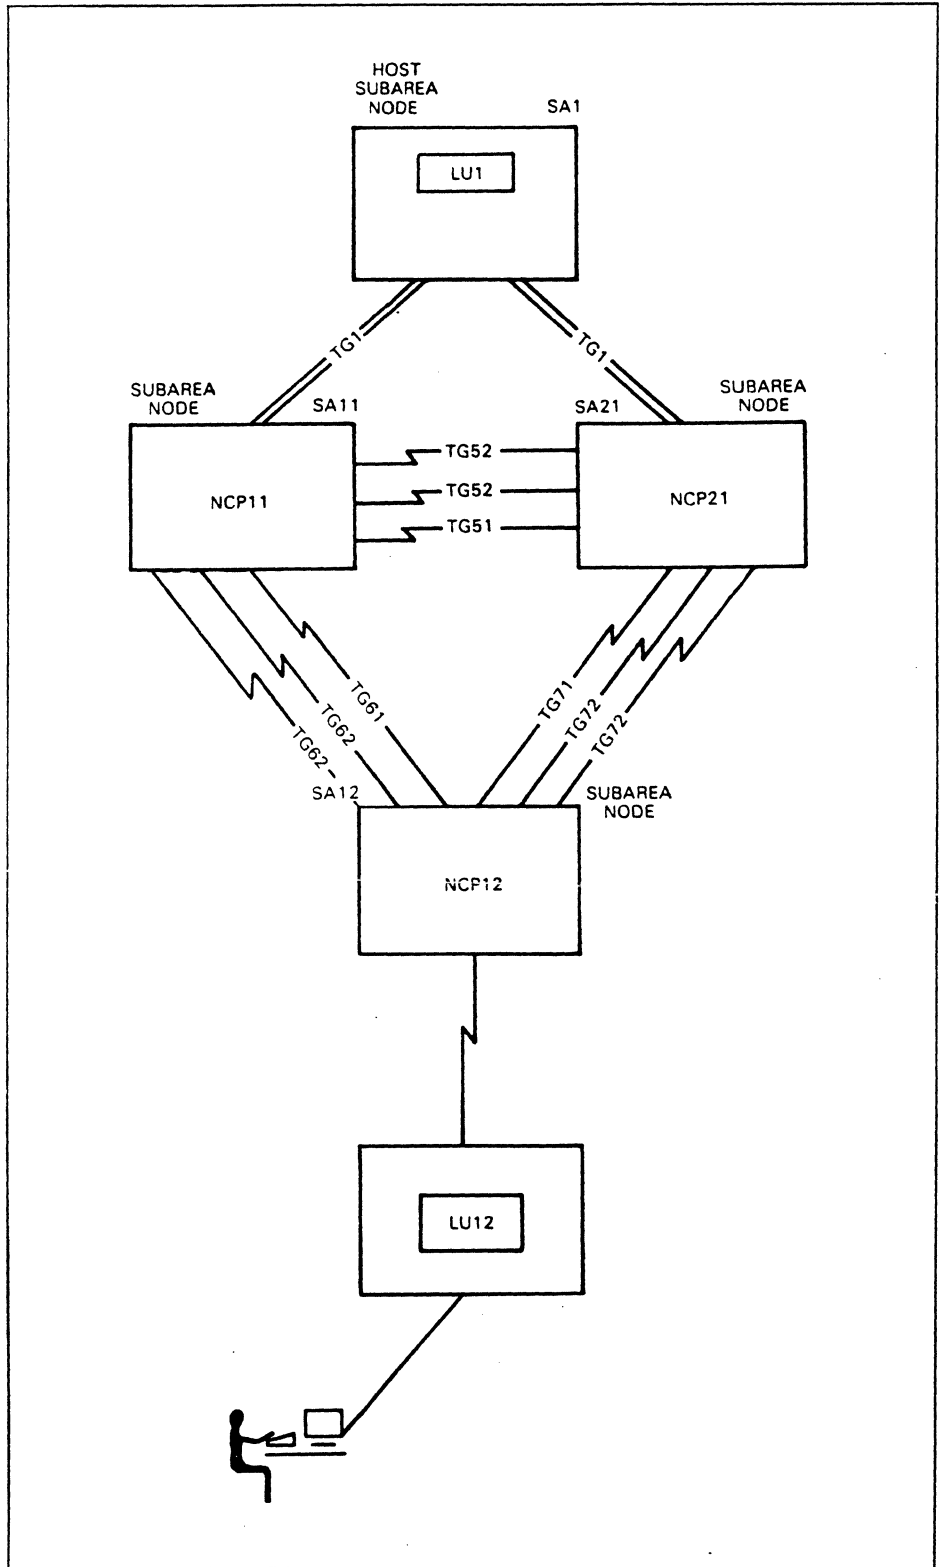 HOST
SUBAREA
NODE
SA1
LU1
TG1
TG1
SUBAREA
NODE
SA11
SA21
SUBAREA
NODE
NCP11
TG52
TG52
TG51
NCP21
TG61
TG62
TG62
TG71
TG72
TG72
SA12
SUBAREA
NODE
NCP12
LU12